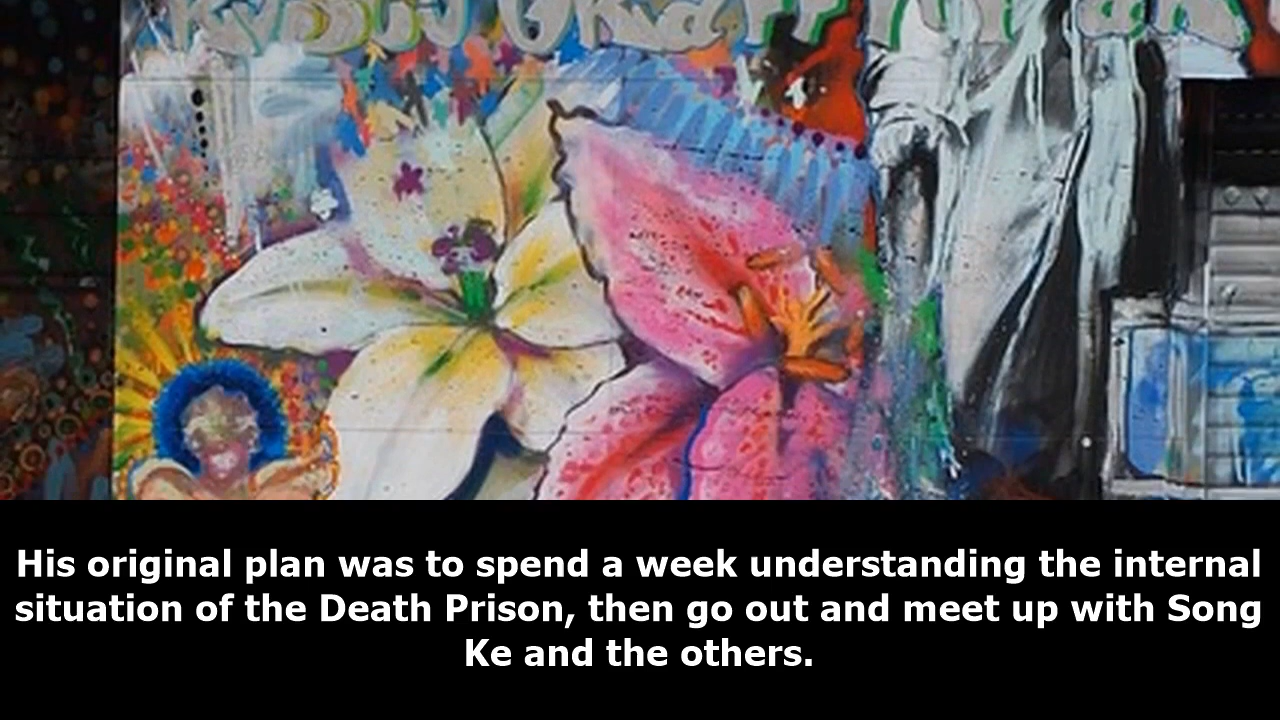 His original plan was to spend a week understanding the internal
situation of the Death Prison, then go out and meet up with Song
Ke and the others.